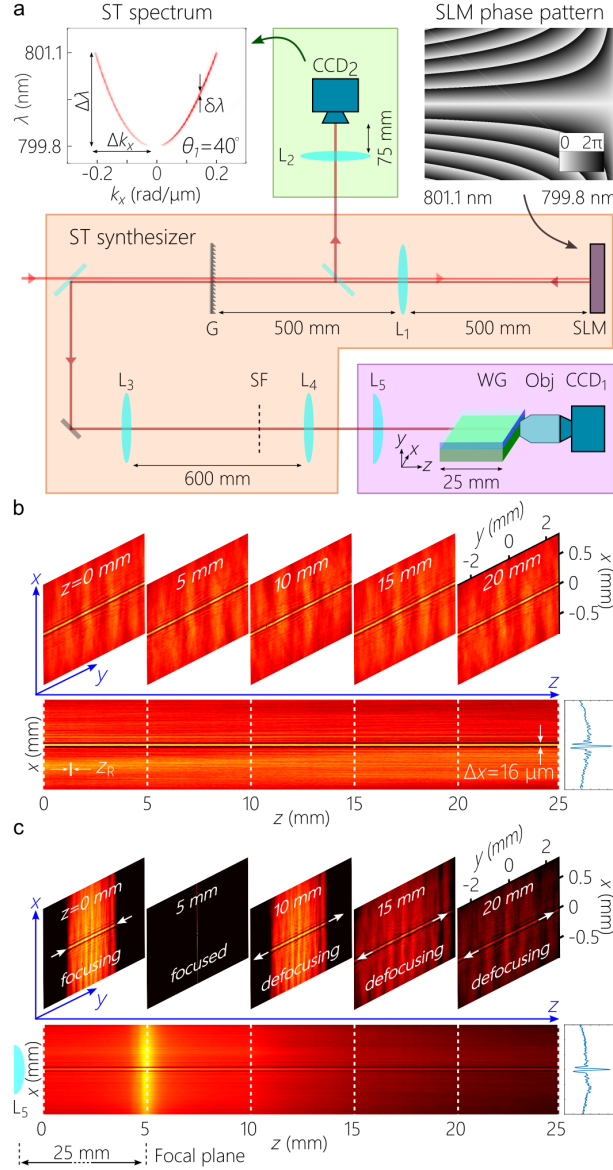 a
ST spectrum
SLM phase pattern
801.1
λ (nm)
799.8
Δλ
δλ
Δkₓ
θ₁=40°
-0.2
0
0.2
kₓ (rad/µm)
CCD₂
L₂
75 mm
0 2π
801.1 nm
799.8 nm
ST synthesizer
G
500 mm
L₁
500 mm
SLM
L₃
SF
L₄
600 mm
L₅
WG
Obj
CCD₁
y
x
z
25 mm
b
x
z=0 mm
5 mm
10 mm
15 mm
20 mm
y (mm)
-2
0
2
0.5
0
-0.5
x (mm)
y
z
x (mm)
z_R
Δx=16 µm
0
5
10
15
20
25
z (mm)
c
x
z=0 mm
focusing
5 mm
focused
10 mm
defocusing
15 mm
defocusing
20 mm
defocusing
y (mm)
-2
0
2
0.5
0
-0.5
x (mm)
y
z
x (mm)
L₅
0
5
10
15
20
25
z (mm)
25 mm
Focal plane